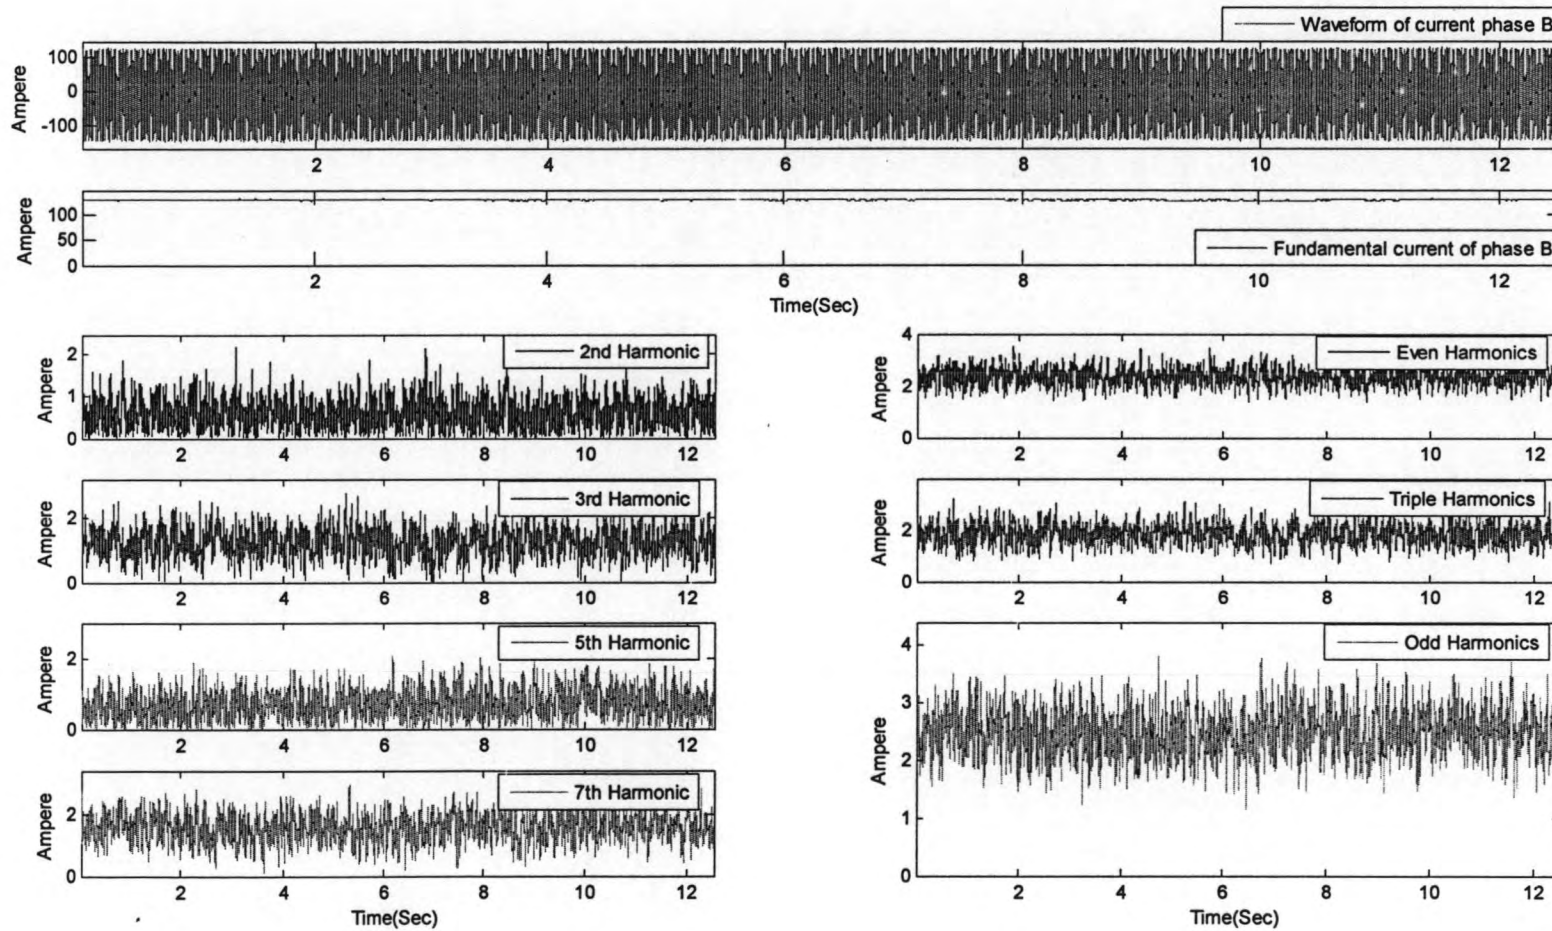 Waveform of current phase B
Ampere
100
0
-100
2 4 6 8 10 12
Ampere
100
50
0
Fundamental current of phase B
2 4 6 8 10 12
Time(Sec)
Ampere
2
1
0
2nd Harmonic
2 4 6 8 10 12
Ampere
2
0
3rd Harmonic
2 4 6 8 10 12
Ampere
2
0
5th Harmonic
2 4 6 8 10 12
Ampere
2
0
7th Harmonic
2 4 6 8 10 12
Time(Sec)
Ampere
4
2
0
Even Harmonics
2 4 6 8 10 12
Ampere
2
0
Triple Harmonics
2 4 6 8 10 12
Ampere
4
3
2
1
0
Odd Harmonics
2 4 6 8 10 12
Time(Sec)